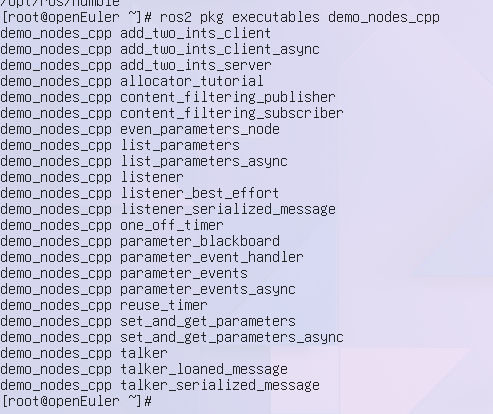 /opt/ros/humble
[root@openEuler ~]# ros2 pkg executables demo_nodes_cpp
demo_nodes_cpp add_two_ints_client
demo_nodes_cpp add_two_ints_client_async
demo_nodes_cpp add_two_ints_server
demo_nodes_cpp allocator_tutorial
demo_nodes_cpp content_filtering_publisher
demo_nodes_cpp content_filtering_subscriber
demo_nodes_cpp even_parameters_node
demo_nodes_cpp list_parameters
demo_nodes_cpp list_parameters_async
demo_nodes_cpp listener
demo_nodes_cpp listener_best_effort
demo_nodes_cpp listener_serialized_message
demo_nodes_cpp one_off_timer
demo_nodes_cpp parameter_blackboard
demo_nodes_cpp parameter_event_handler
demo_nodes_cpp parameter_events
demo_nodes_cpp parameter_events_async
demo_nodes_cpp reuse_timer
demo_nodes_cpp set_and_get_parameters
demo_nodes_cpp set_and_get_parameters_async
demo_nodes_cpp talker
demo_nodes_cpp talker_loaned_message
demo_nodes_cpp talker_serialized_message
[root@openEuler ~]#